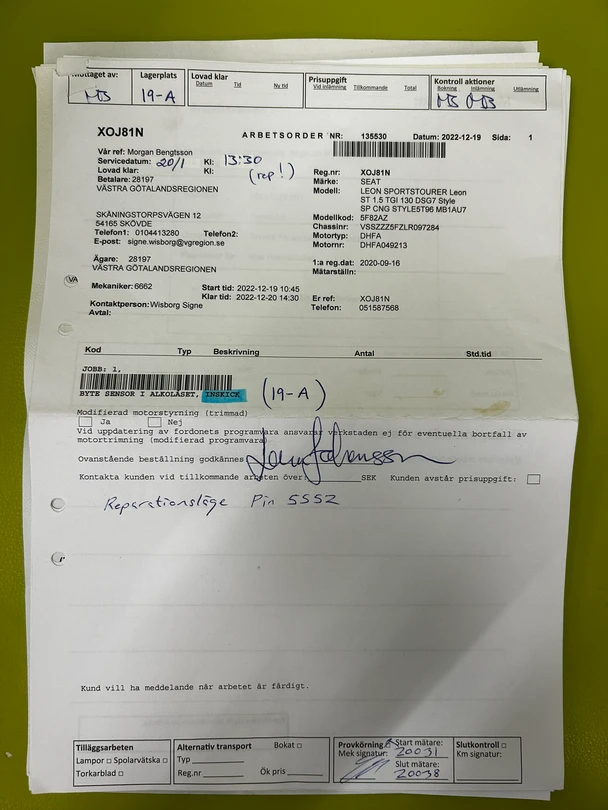 Mottaget av: Lagerplats Lovad klar Prisuppgift Kontroll aktioner
Datum Tid Ny tid Vid inlämning Tillkommande Total Bokning Inlämning Utlämning
MB 19-A MB MB
XOJ81N
ARBETSORDER NR: 135530 Datum: 2022-12-19 Sida: 1
Vår ref: Morgan Bengtsson
Servicedatum: 20/1 Kl: 13:30
Lovad klar: Kl: (rep!)
Betalare: 28197
VÄSTRA GÖTALANDSREGIONEN
SKÅNINGSTORPSVÄGEN 12
54165 SKÖVDE
Telefon1: 0104413280 Telefon2:
E-post: signe.wisborg@vgregion.se
Ägare: 28197
VÄSTRA GÖTALANDSREGIONEN
Reg.nr: XOJ81N
Märke: SEAT
Modell: LEON SPORTSTOURER Leon
ST 1.5 TGI 130 DSG7 Style
SP CNG STYLE5T96 MB1AU7
Modellkod: 5F82AZ
Chassinr: VSSZZZ5FZLR097284
Motortyp: DHFA
Motornr: DHFA049213
1:a reg.dat: 2020-09-16
Mätarställn:
Mekaniker: 6662 Start tid: 2022-12-19 10:45
Klar tid: 2022-12-20 14:30
Kontaktperson: Wisborg Signe
Avtal:
Er ref: XOJ81N
Telefon: 051587568
Kod Typ Beskrivning Antal Std.tid
JOBB: 1,
BYTE SENSOR I ALKOLÅSET, INSKICK (19-A)
Modifierad motorstyrning (trimmad)
Ja Nej
Vid uppdatering av fordonets programvara ansvarar verkstaden ej för eventuella bortfall av
motortrimning (modifierad programvara)
Ovanstående beställning godkännes
Kontakta kunden vid tillkommande arbeten över: SEK Kunden avstår prisuppgift:
Reparationsläge Pin 5552
Kund vill ha meddelande når arbetet är färdigt.
Tilläggsarbeten
Lampor Spolarvätska
Torkarblad
Alternativ transport Bokat
Typ
Reg.nr Ök pris
Provkörning Start mätare:
Mek signatur: 20031
Slut mätare:
20038
Slutkontroll
Km signatur: